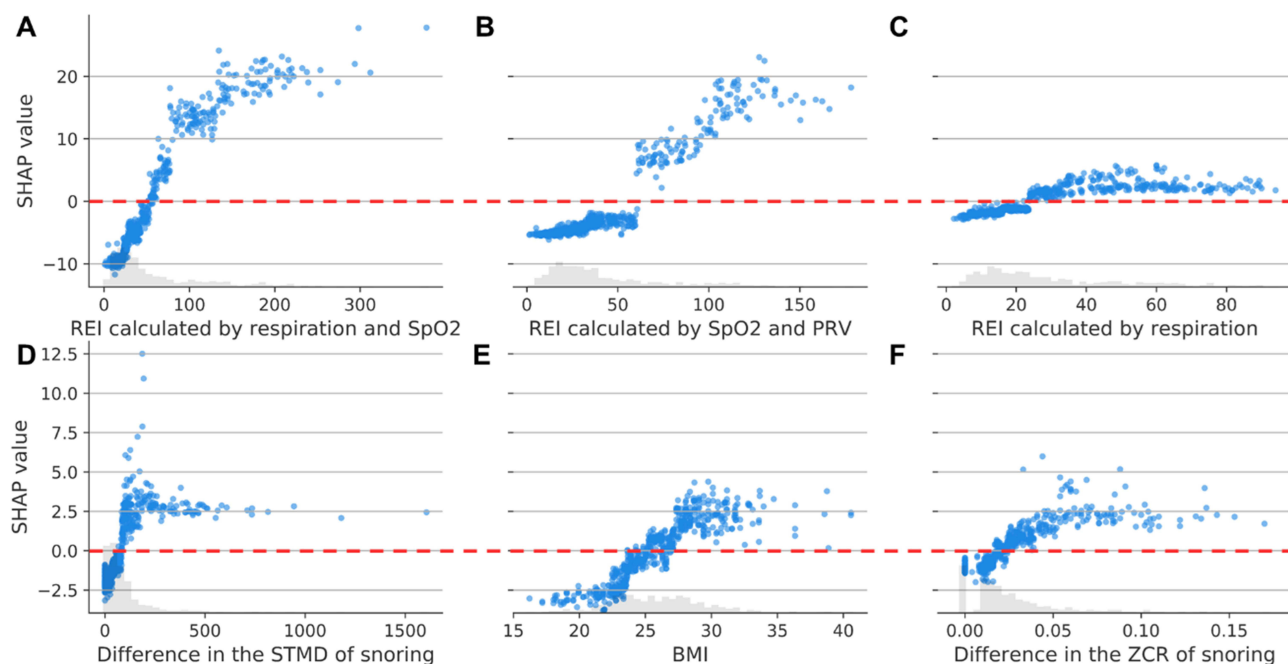 A
B
C
SHAP value
20
10
0
−10
0
100
200
300
0
50
100
150
0
20
40
60
80
REI calculated by respiration and SpO2
REI calculated by SpO2 and PRV
REI calculated by respiration
D
E
F
SHAP value
12.5
10.0
7.5
5.0
2.5
0.0
−2.5
0
500
1000
1500
15
20
25
30
35
40
0.00
0.05
0.10
0.15
Difference in the STMD of snoring
BMI
Difference in the ZCR of snoring